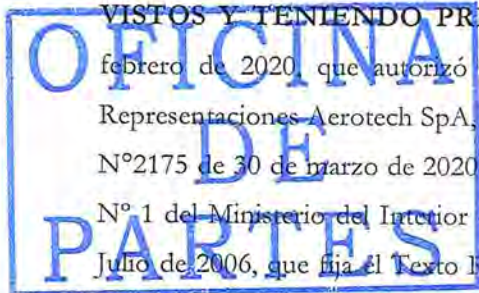 VISTOS Y TENIENDO PR
OFICINA
febrero de 2020, que autorizó
Representaciones Aerotech SpA,
DE
N°2175 de 30 de marzo de 2020
N° 1 del Ministerio del Interior
PARTES
Julio de 2006, que fija el Texto